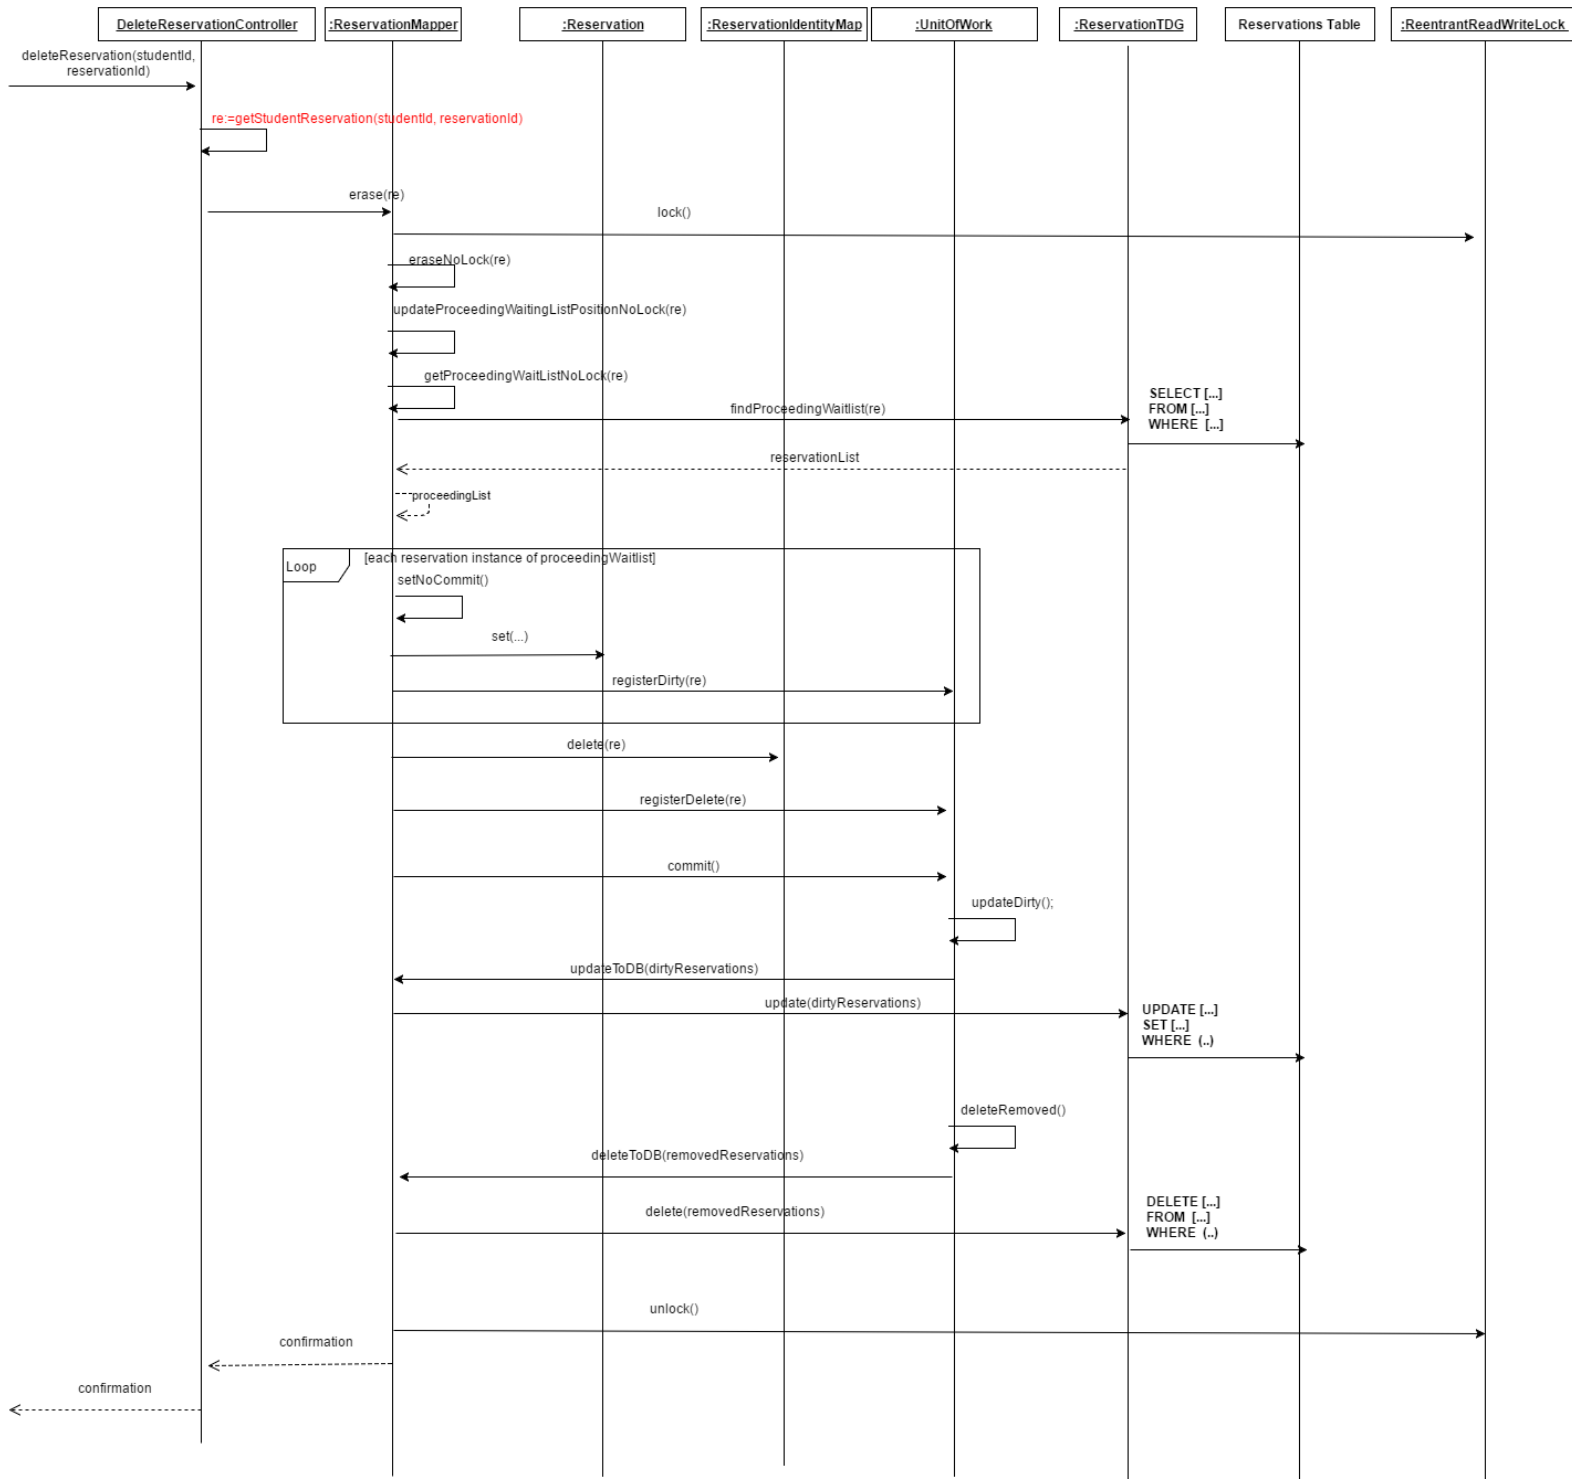 DeleteReservationController
:ReservationMapper
:Reservation
:ReservationIdentityMap
:UnitOfWork
:ReservationTDG
Reservations Table
:ReentrantReadWriteLock
deleteReservation(studentId,
reservationId)
re:=getStudentReservation(studentId, reservationId)
erase(re)
lock()
eraseNoLock(re)
updateProceedingWaitingListPositionNoLock(re)
getProceedingWaitListNoLock(re)
findProceedingWaitlist(re)
SELECT [...]
FROM [...]
WHERE [...]
reservationList
proceedingList
Loop
[each reservation instance of proceedingWaitlist]
setNoCommit()
set(...)
registerDirty(re)
delete(re)
registerDelete(re)
commit()
updateDirty();
updateToDB(dirtyReservations)
update(dirtyReservations)
UPDATE [...]
SET [...]
WHERE (..)
deleteRemoved()
deleteToDB(removedReservations)
delete(removedReservations)
DELETE [...]
FROM [...]
WHERE (..)
unlock()
confirmation
confirmation